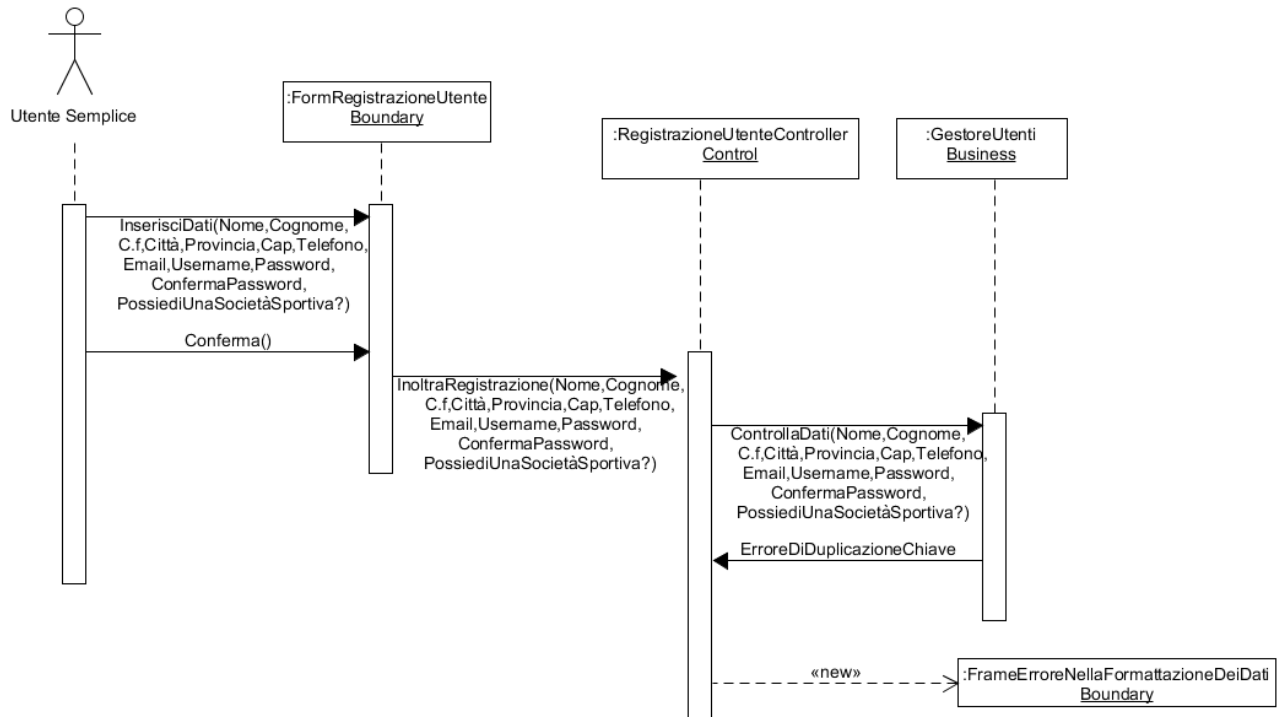 Utente Semplice
:FormRegistrazioneUtente
Boundary
:RegistrazioneUtenteController
Control
:GestoreUtenti
Business
InserisciDati(Nome,Cognome,
C.f,Città,Provincia,Cap,Telefono,
Email,Username,Password,
ConfermaPassword,
PossiediUnaSocietàSportiva?)
Conferma()
InoltraRegistrazione(Nome,Cognome,
C.f,Città,Provincia,Cap,Telefono,
Email,Username,Password,
ConfermaPassword,
PossiediUnaSocietàSportiva?)
ControllaDati(Nome,Cognome,
C.f,Città,Provincia,Cap,Telefono,
Email,Username,Password,
ConfermaPassword,
PossiediUnaSocietàSportiva?)
ErroreDiDuplicazioneChiave
«new»
:FrameErroreNellaFormattazioneDeiDati
Boundary